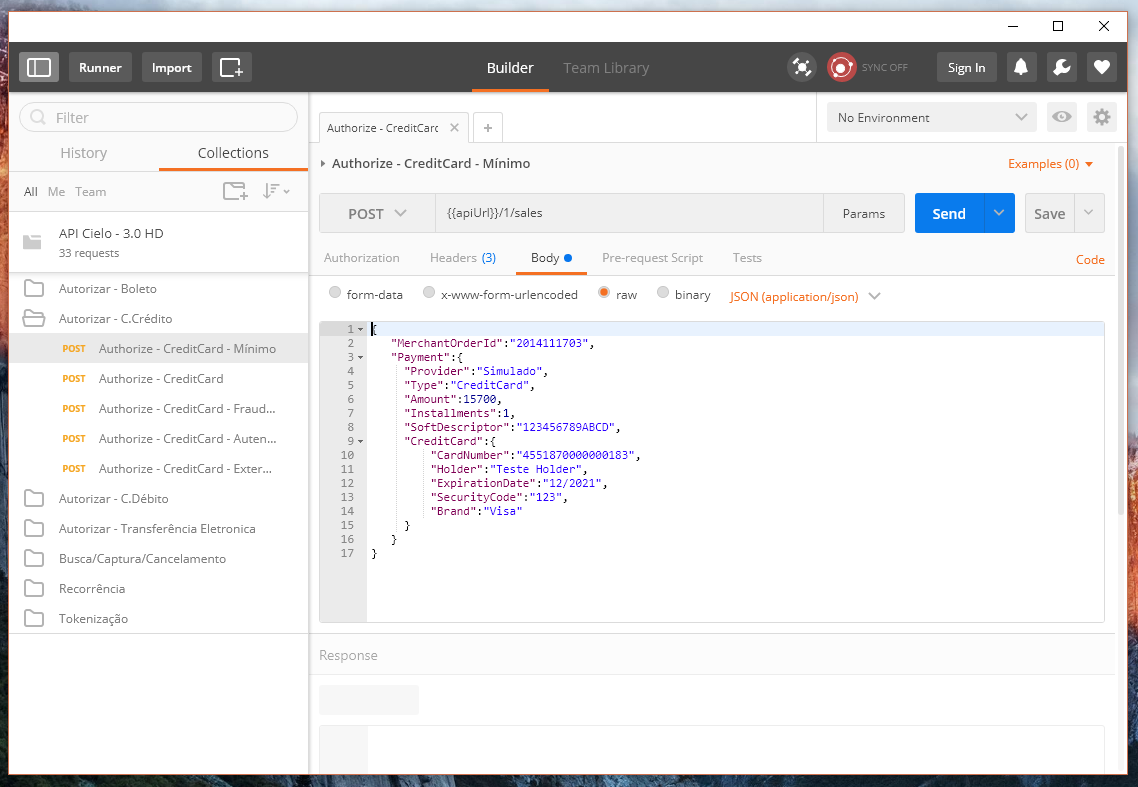 Runner
Import
Builder
Team Library
SYNC OFF
Sign In
Filter
History
Collections
All Me Team
API Cielo - 3.0 HD
33 requests
Autorizar - Boleto
Autorizar - C.Crédito
POST Authorize - CreditCard - Mínimo
POST Authorize - CreditCard
POST Authorize - CreditCard - Fraud...
POST Authorize - CreditCard - Auten...
POST Authorize - CreditCard - Exter...
Autorizar - C.Débito
Autorizar - Transferência Eletronica
Busca/Captura/Cancelamento
Recorrência
Tokenização
Authorize - CreditCard
No Environment
Authorize - CreditCard - Mínimo
Examples (0)
POST
{{apiUrl}}/1/sales
Params
Send
Save
Authorization Headers (3) Body Pre-request Script Tests
Code
form-data x-www-form-urlencoded raw binary JSON (application/json)
1 {
2 "MerchantOrderId":"2014111703",
3 "Payment":{
4 "Provider":"Simulado",
5 "Type":"CreditCard",
6 "Amount":15700,
7 "Installments":1,
8 "SoftDescriptor":"123456789ABCD",
9 "CreditCard":{
10 "CardNumber":"4551870000000183",
11 "Holder":"Teste Holder",
12 "ExpirationDate":"12/2021",
13 "SecurityCode":"123",
14 "Brand":"Visa"
15 }
16 }
17 }
Response